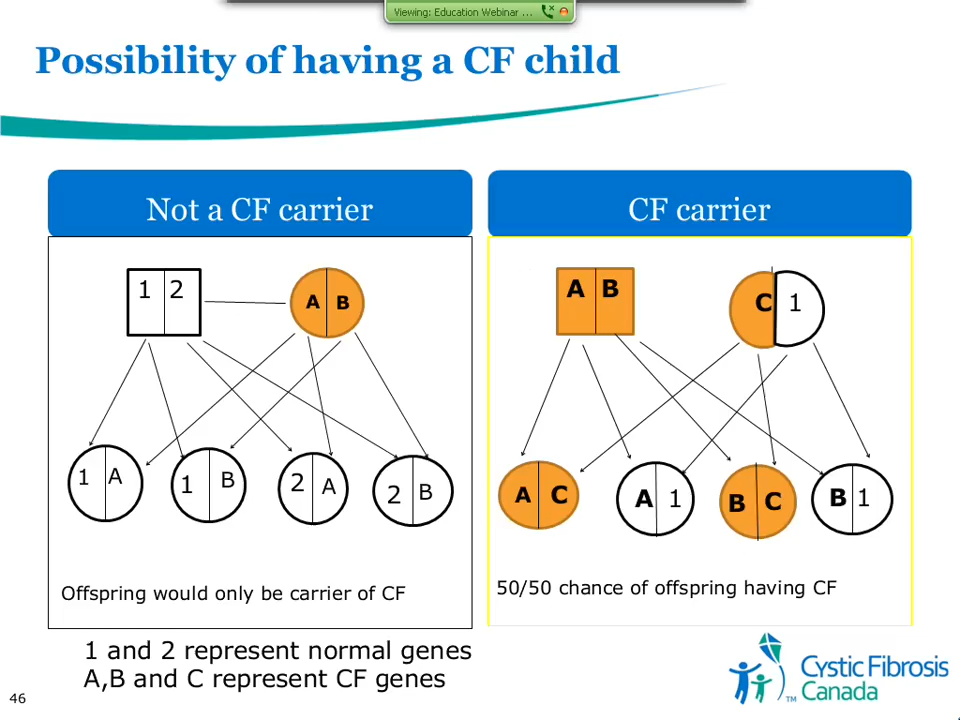 Viewing: Education Webinar ...
Possibility of having a CF child
Not a CF carrier
CF carrier
1 2
A B
A B
C 1
1 A
1 B
2 A
2 B
A C
A 1
B C
B 1
Offspring would only be carrier of CF
50/50 chance of offspring having CF
1 and 2 represent normal genes
A,B and C represent CF genes
46
Cystic Fibrosis
Canada
TM